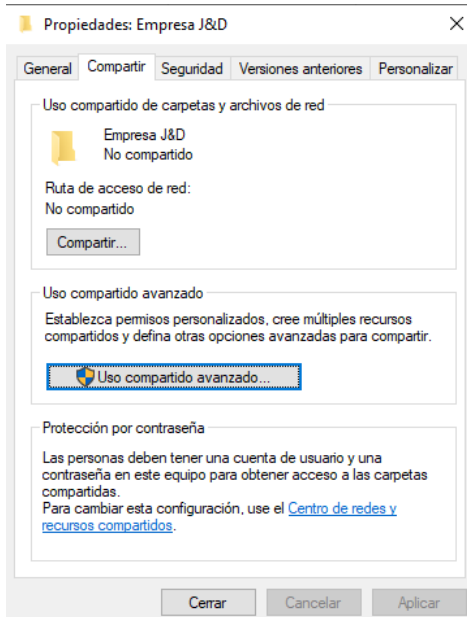 Propiedades: Empresa J&D
General Compartir Seguridad Versiones anteriores Personalizar
Uso compartido de carpetas y archivos de red
Empresa J&D
No compartido
Ruta de acceso de red:
No compartido
Compartir...
Uso compartido avanzado
Establezca permisos personalizados, cree múltiples recursos
compartidos y defina otras opciones avanzadas para compartir.
Uso compartido avanzado...
Protección por contraseña
Las personas deben tener una cuenta de usuario y una
contraseña en este equipo para obtener acceso a las carpetas
compartidas.
Para cambiar esta configuración, use el Centro de redes y
recursos compartidos.
Cerrar Cancelar Aplicar